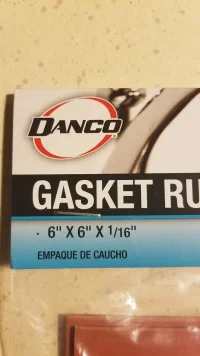 DANCO
GASKET RU
· 6" X 6" X 1/16"
EMPAQUE DE CAUCHO